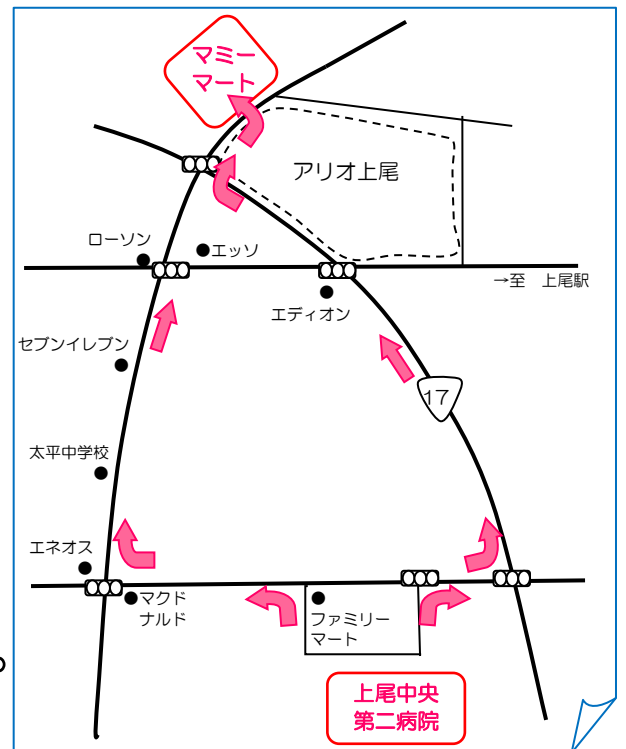 マミー
マート
アリオ上尾
ローソン
エッソ
→至 上尾駅
エディオン
セブンイレブン
17
太平中学校
エネオス
マクド
ナルド
ファミリー
マート
上尾中央
第二病院